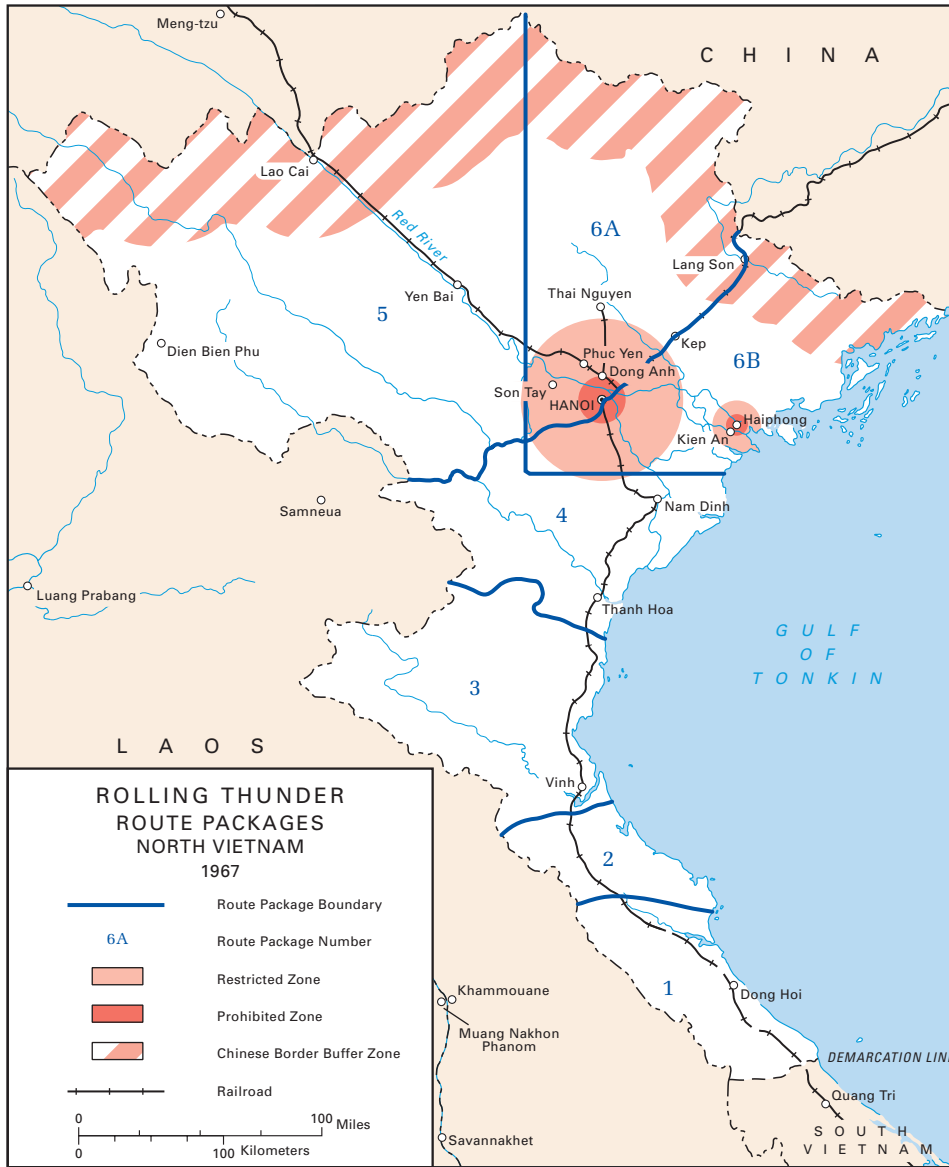 Meng-tzu
C H I N A
Lao Cai
Red River
6A
Lang Son
Yen Bai
Thai Nguyen
5
Kep
Dien Bien Phu
Phuc Yen
6B
Dong Anh
Son Tay
HANOI
Haiphong
Kien An
Samneua
4
Nam Dinh
Luang Prabang
Thanh Hoa
GULF
OF
TONKIN
3
L A O S
Vinh
2
1
Dong Hoi
Khammouane
Muang Nakhon
Phanom
DEMARCATION LINE
Quang Tri
Savannakhet
SOUTH
VIETNAM
ROLLING THUNDER
ROUTE PACKAGES
NORTH VIETNAM
1967
Route Package Boundary
6A Route Package Number
Restricted Zone
Prohibited Zone
Chinese Border Buffer Zone
Railroad
0 100 Miles
0 100 Kilometers